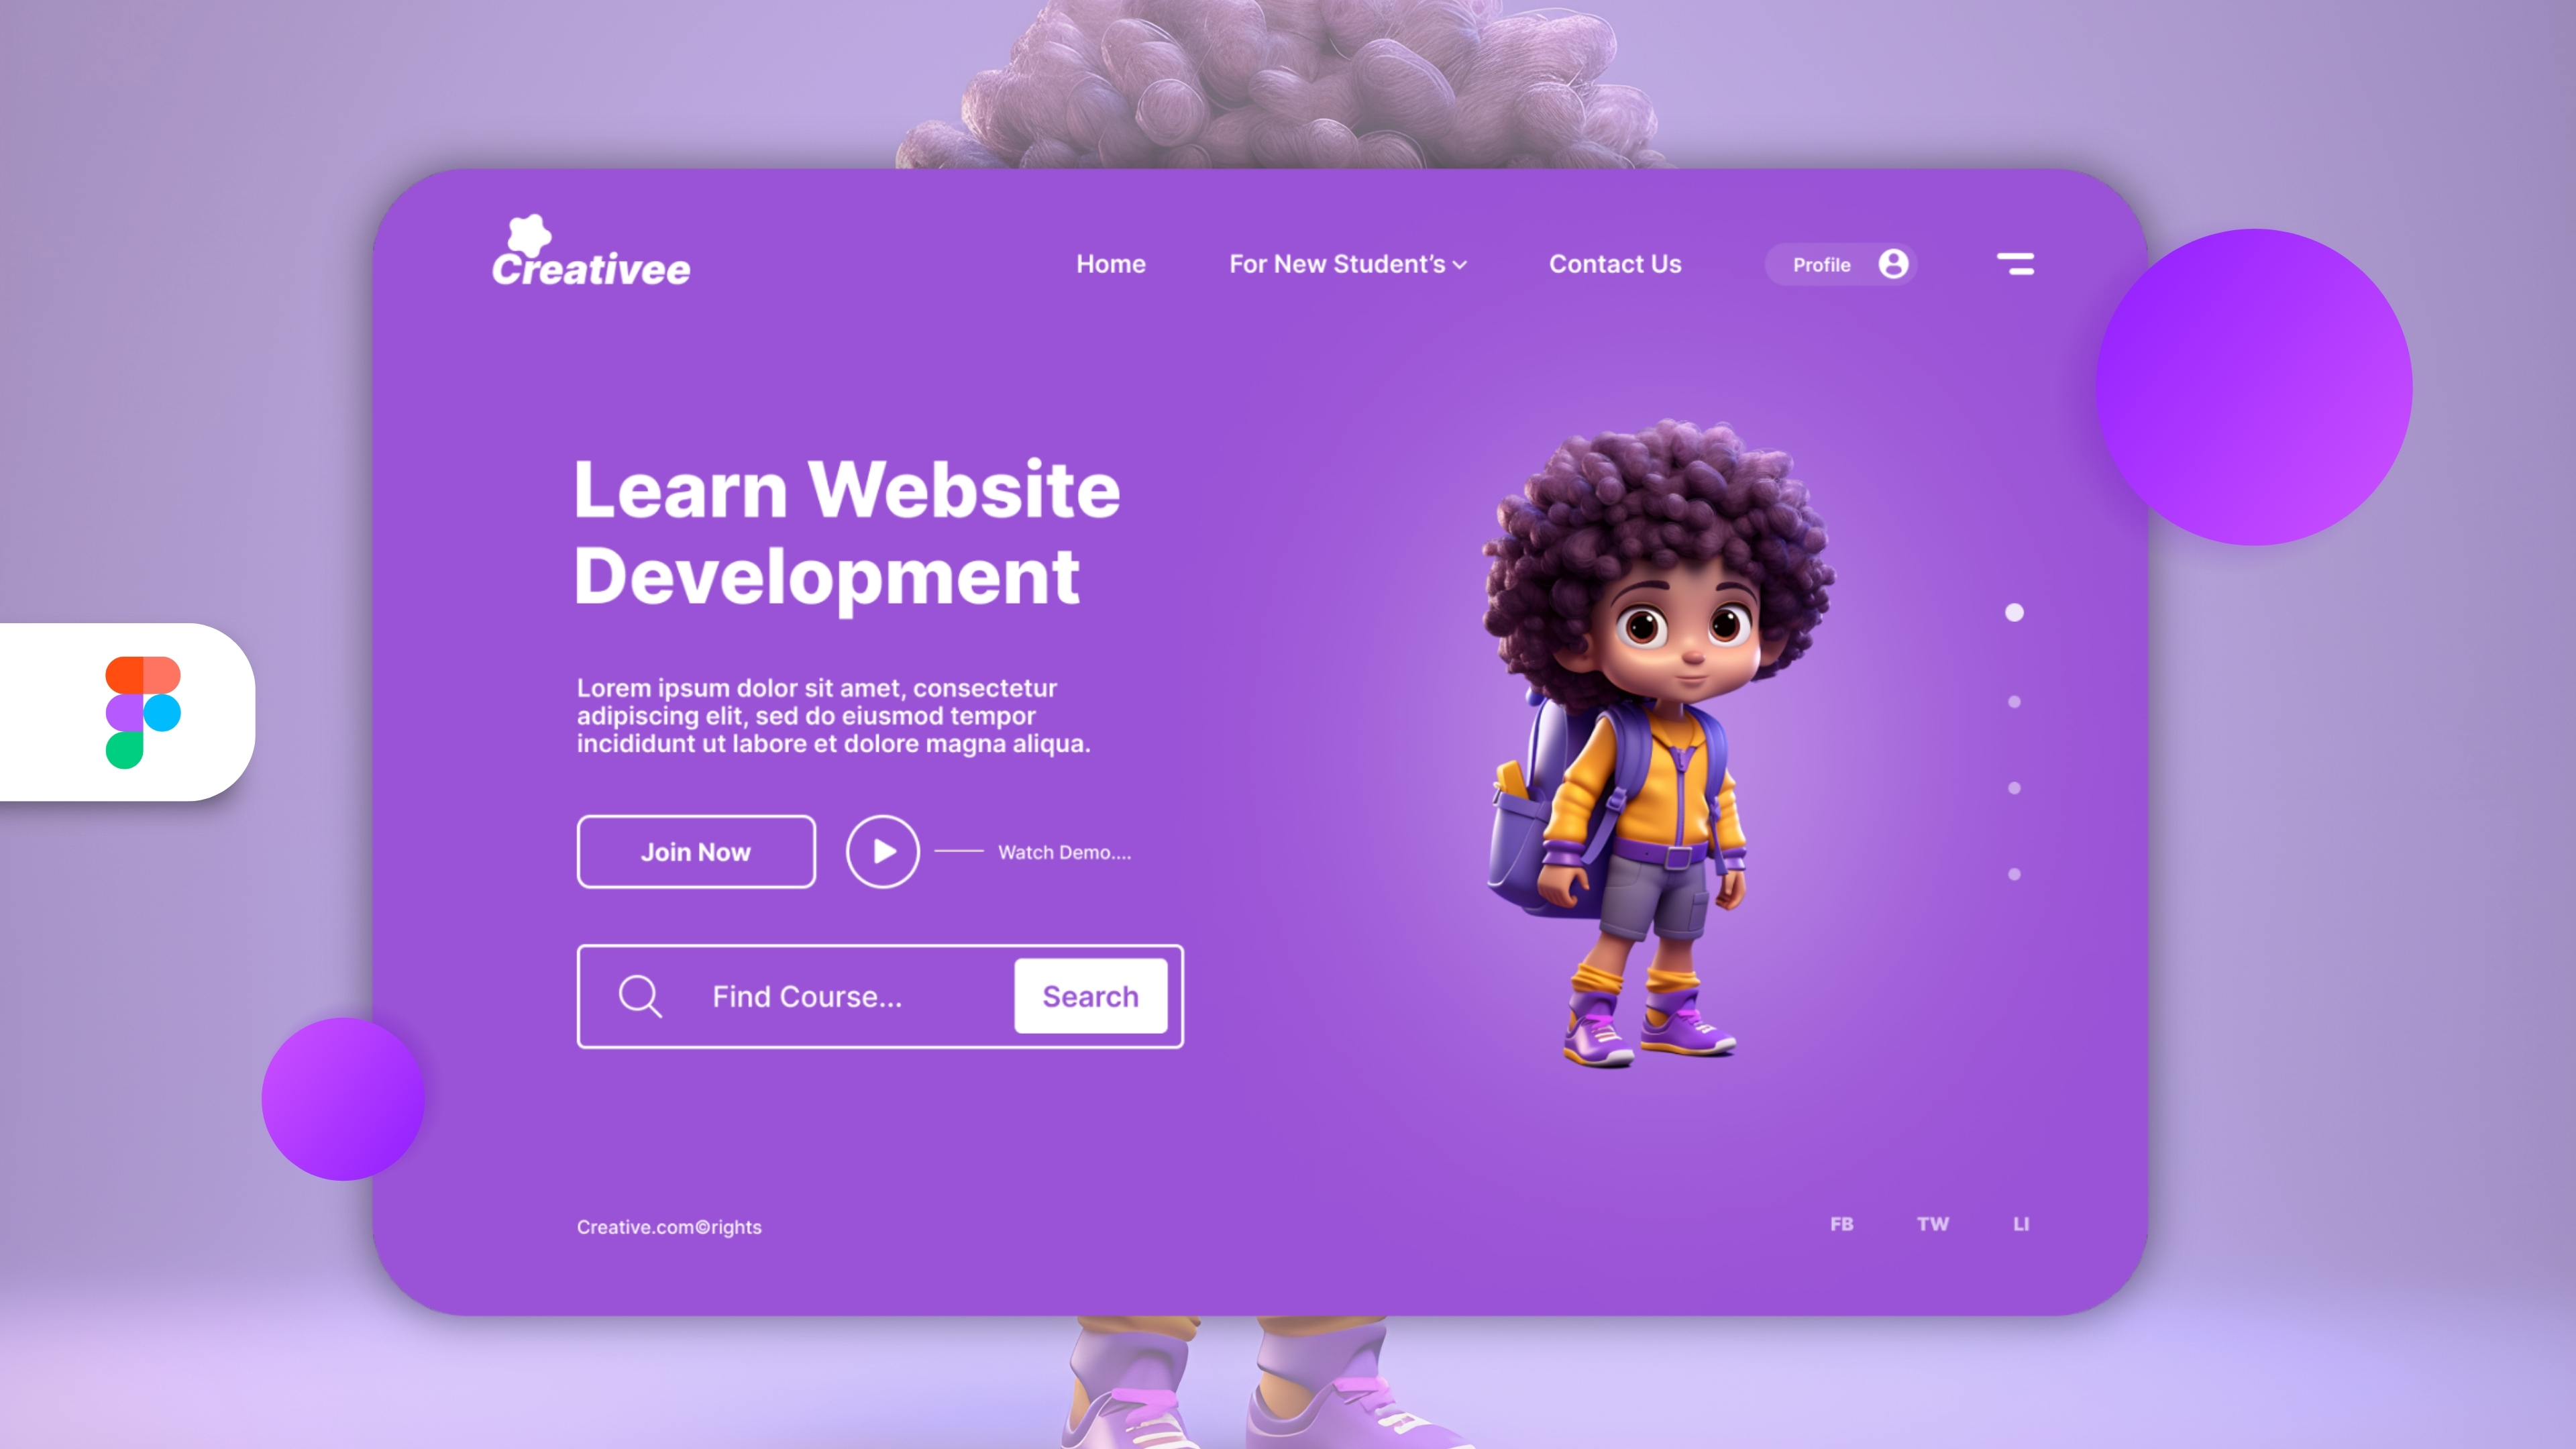 Creativee
Home
For New Student’s
Contact Us
Profile
Learn Website
Development
Lorem ipsum dolor sit amet, consectetur
adipiscing elit, sed do eiusmod tempor
incididunt ut labore et dolore magna aliqua.
Join Now
Watch Demo....
Find Course...
Search
Creative.com©rights
FB
TW
LI